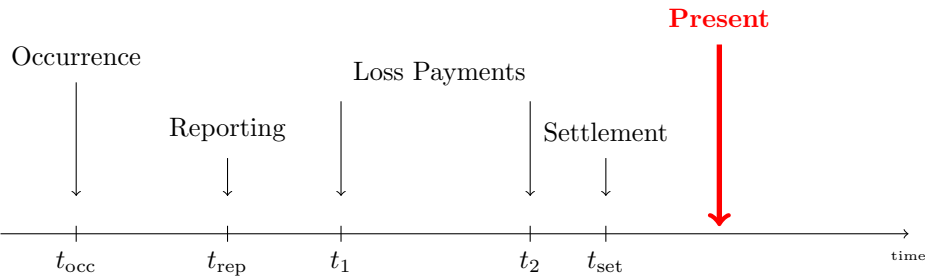 Present
Occurrence
Loss Payments
Reporting
Settlement
t_occ
t_rep
t_1
t_2
t_set
time